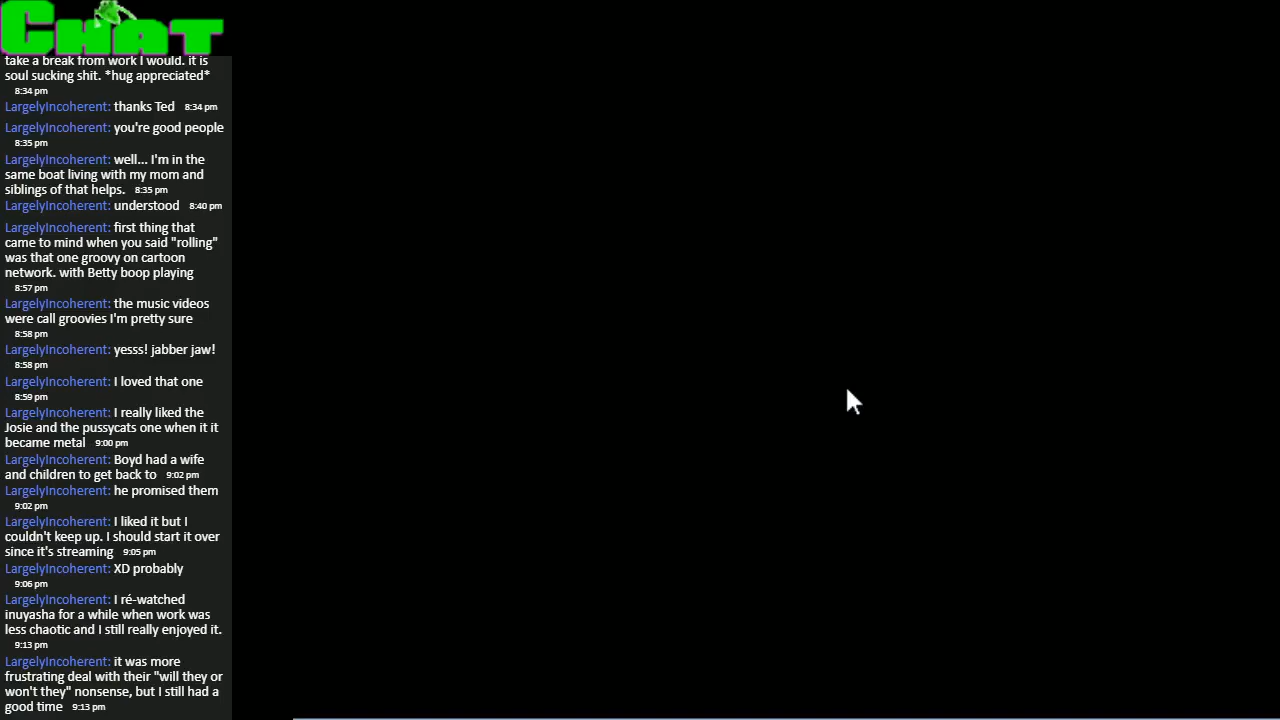 Chat
take a break from work I would. it is
soul sucking shit. *hug appreciated*
8:34 pm
LargelyIncoherent: thanks Ted 8:34 pm
LargelyIncoherent: you're good people
8:35 pm
LargelyIncoherent: well... I'm in the
same boat living with my mom and
siblings of that helps. 8:35 pm
LargelyIncoherent: understood 8:40 pm
LargelyIncoherent: first thing that
came to mind when you said "rolling"
was that one groovy on cartoon
network. with Betty boop playing
8:57 pm
LargelyIncoherent: the music videos
were call groovies I'm pretty sure
8:58 pm
LargelyIncoherent: yesss! jabber jaw!
8:58 pm
LargelyIncoherent: I loved that one
8:59 pm
LargelyIncoherent: I really liked the
Josie and the pussycats one when it it
became metal 9:00 pm
LargelyIncoherent: Boyd had a wife
and children to get back to 9:02 pm
LargelyIncoherent: he promised them
9:02 pm
LargelyIncoherent: I liked it but I
couldn't keep up. I should start it over
since it's streaming 9:05 pm
LargelyIncoherent: XD probably
9:06 pm
LargelyIncoherent: I ré-watched
inuyasha for a while when work was
less chaotic and I still really enjoyed it.
9:13 pm
LargelyIncoherent: it was more
frustrating deal with their "will they or
won't they" nonsense, but I still had a
good time 9:13 pm